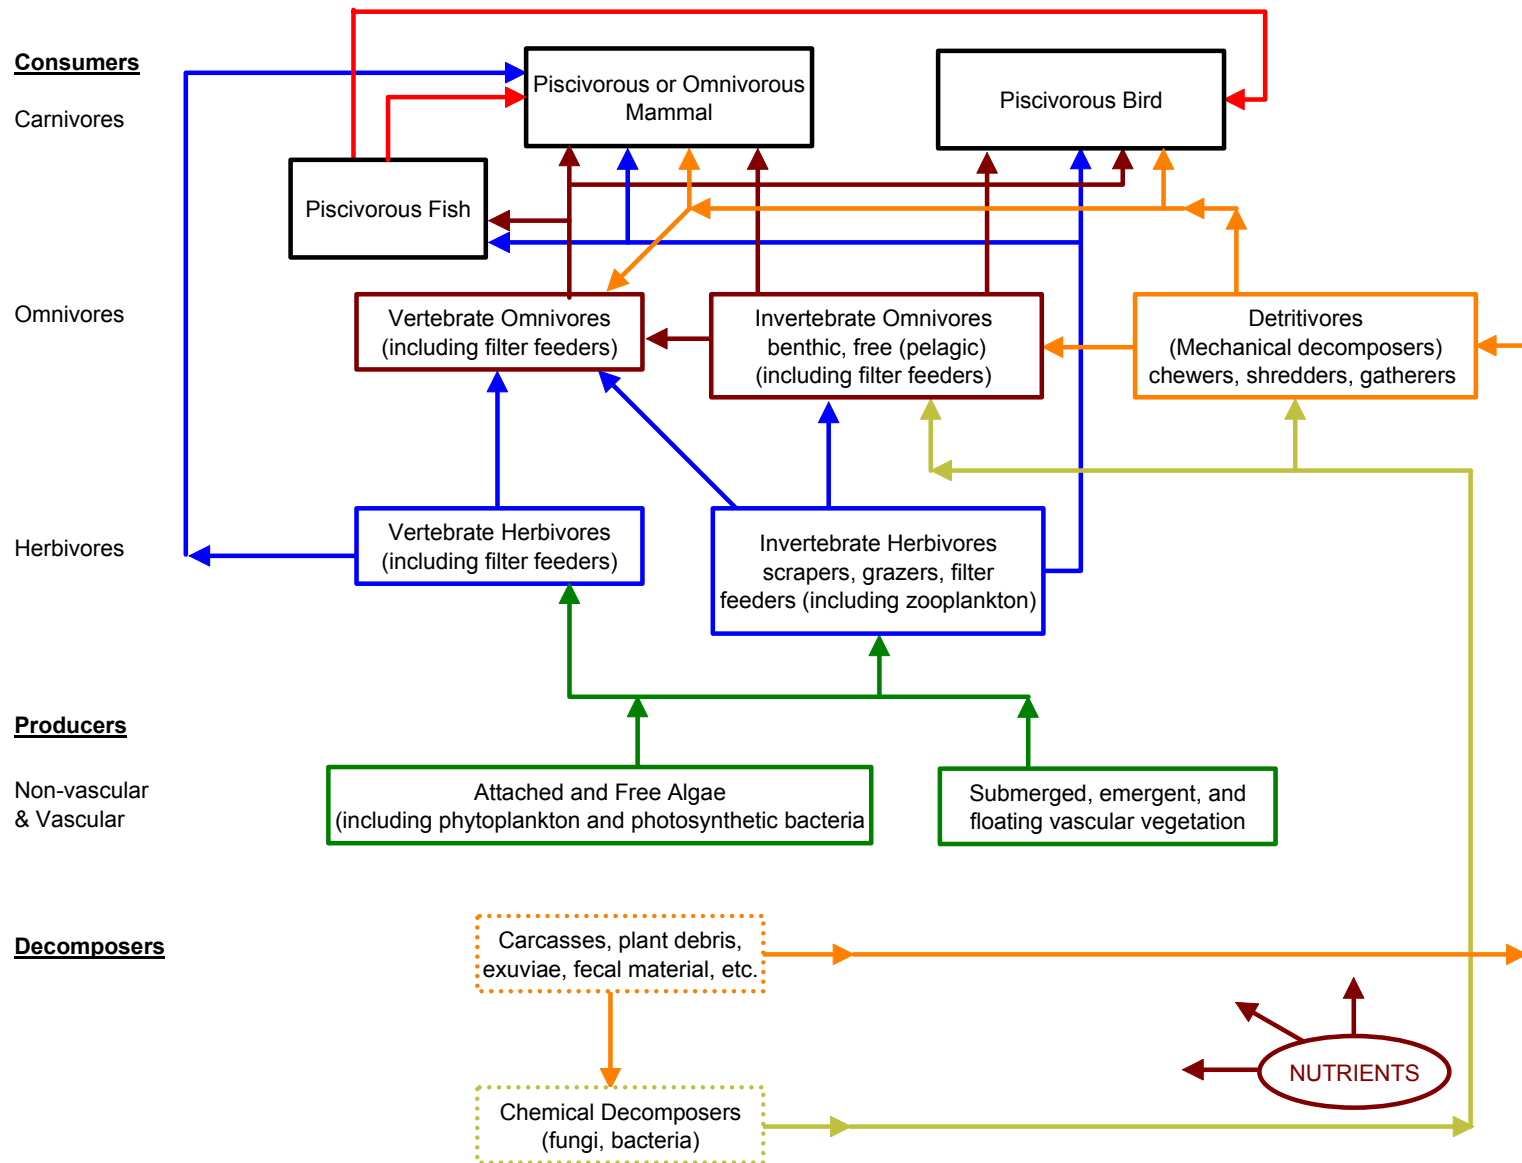 Consumers
Carnivores
Piscivorous or Omnivorous
Mammal
Piscivorous Bird
Piscivorous Fish
Omnivores
Vertebrate Omnivores
(including filter feeders)
Invertebrate Omnivores
benthic, free (pelagic)
(including filter feeders)
Detritivores
(Mechanical decomposers)
chewers, shredders, gatherers
Herbivores
Vertebrate Herbivores
(including filter feeders)
Invertebrate Herbivores
scrapers, grazers, filter
feeders (including zooplankton)
Producers
Non-vascular
& Vascular
Attached and Free Algae
(including phytoplankton and photosynthetic bacteria
Submerged, emergent, and
floating vascular vegetation
Decomposers
Carcasses, plant debris,
exuviae, fecal material, etc.
NUTRIENTS
Chemical Decomposers
(fungi, bacteria)